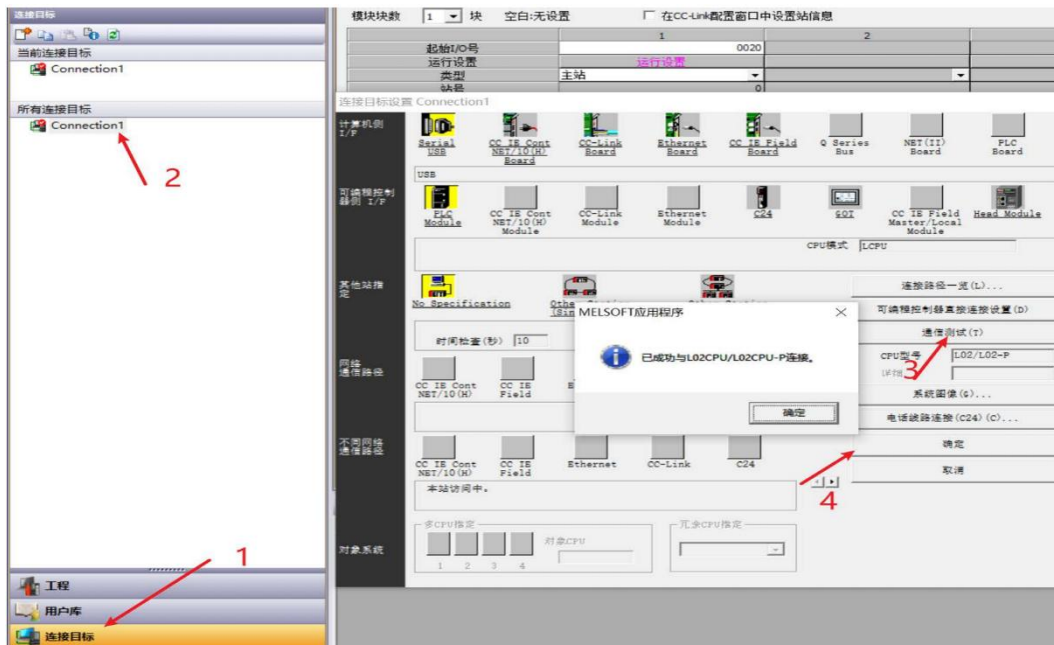 连接目标
当前连接目标
Connection1
所有连接目标
Connection1
2
1
工程
用户库
连接目标
模块块数 1 块 空白:无设置 在CC-Link配置窗口中设置站信息
1 2
起始I/O号 0020
运行设置 运行设置
类型 主站
站号 0
连接目标设置 Connection1
计算机侧
I/F
Serial
USB
CC IE Cont
NET/10(H)
Board
CC-Link
Board
Ethernet
Board
CC IE Field
Board
Q Series
Bus
NET(II)
Board
PLC
Board
USB
可编程控制
器侧 I/F
PLC
Module
CC IE Cont
NET/10(H)
Module
CC-Link
Module
Ethernet
Module
C24
GOT
CC IE Field
Master/Local
Module
Head Module
CPU模式 LCPU
其他站指
定
No Specification
时间检查(秒) 10
连接路径一览(L)...
可编程控制器直接连接设置(D)
通信测试(T)
CPU型号 L02/L02-P
3
系统图像(G)...
电话线路连接(C24)(C)...
确定
取消
4
MELSOFT应用程序
已成功与L02CPU/L02CPU-P连接。
确定
网络
通信路径
CC IE Cont
NET/10(H)
CC IE
Field
不同网络
通信路径
CC IE Cont
NET/10(H)
CC IE
Field
Ethernet
CC-Link
C24
本站访问中。
对象系统
多CPU指定
1 2 3 4
对象CPU
冗余CPU指定